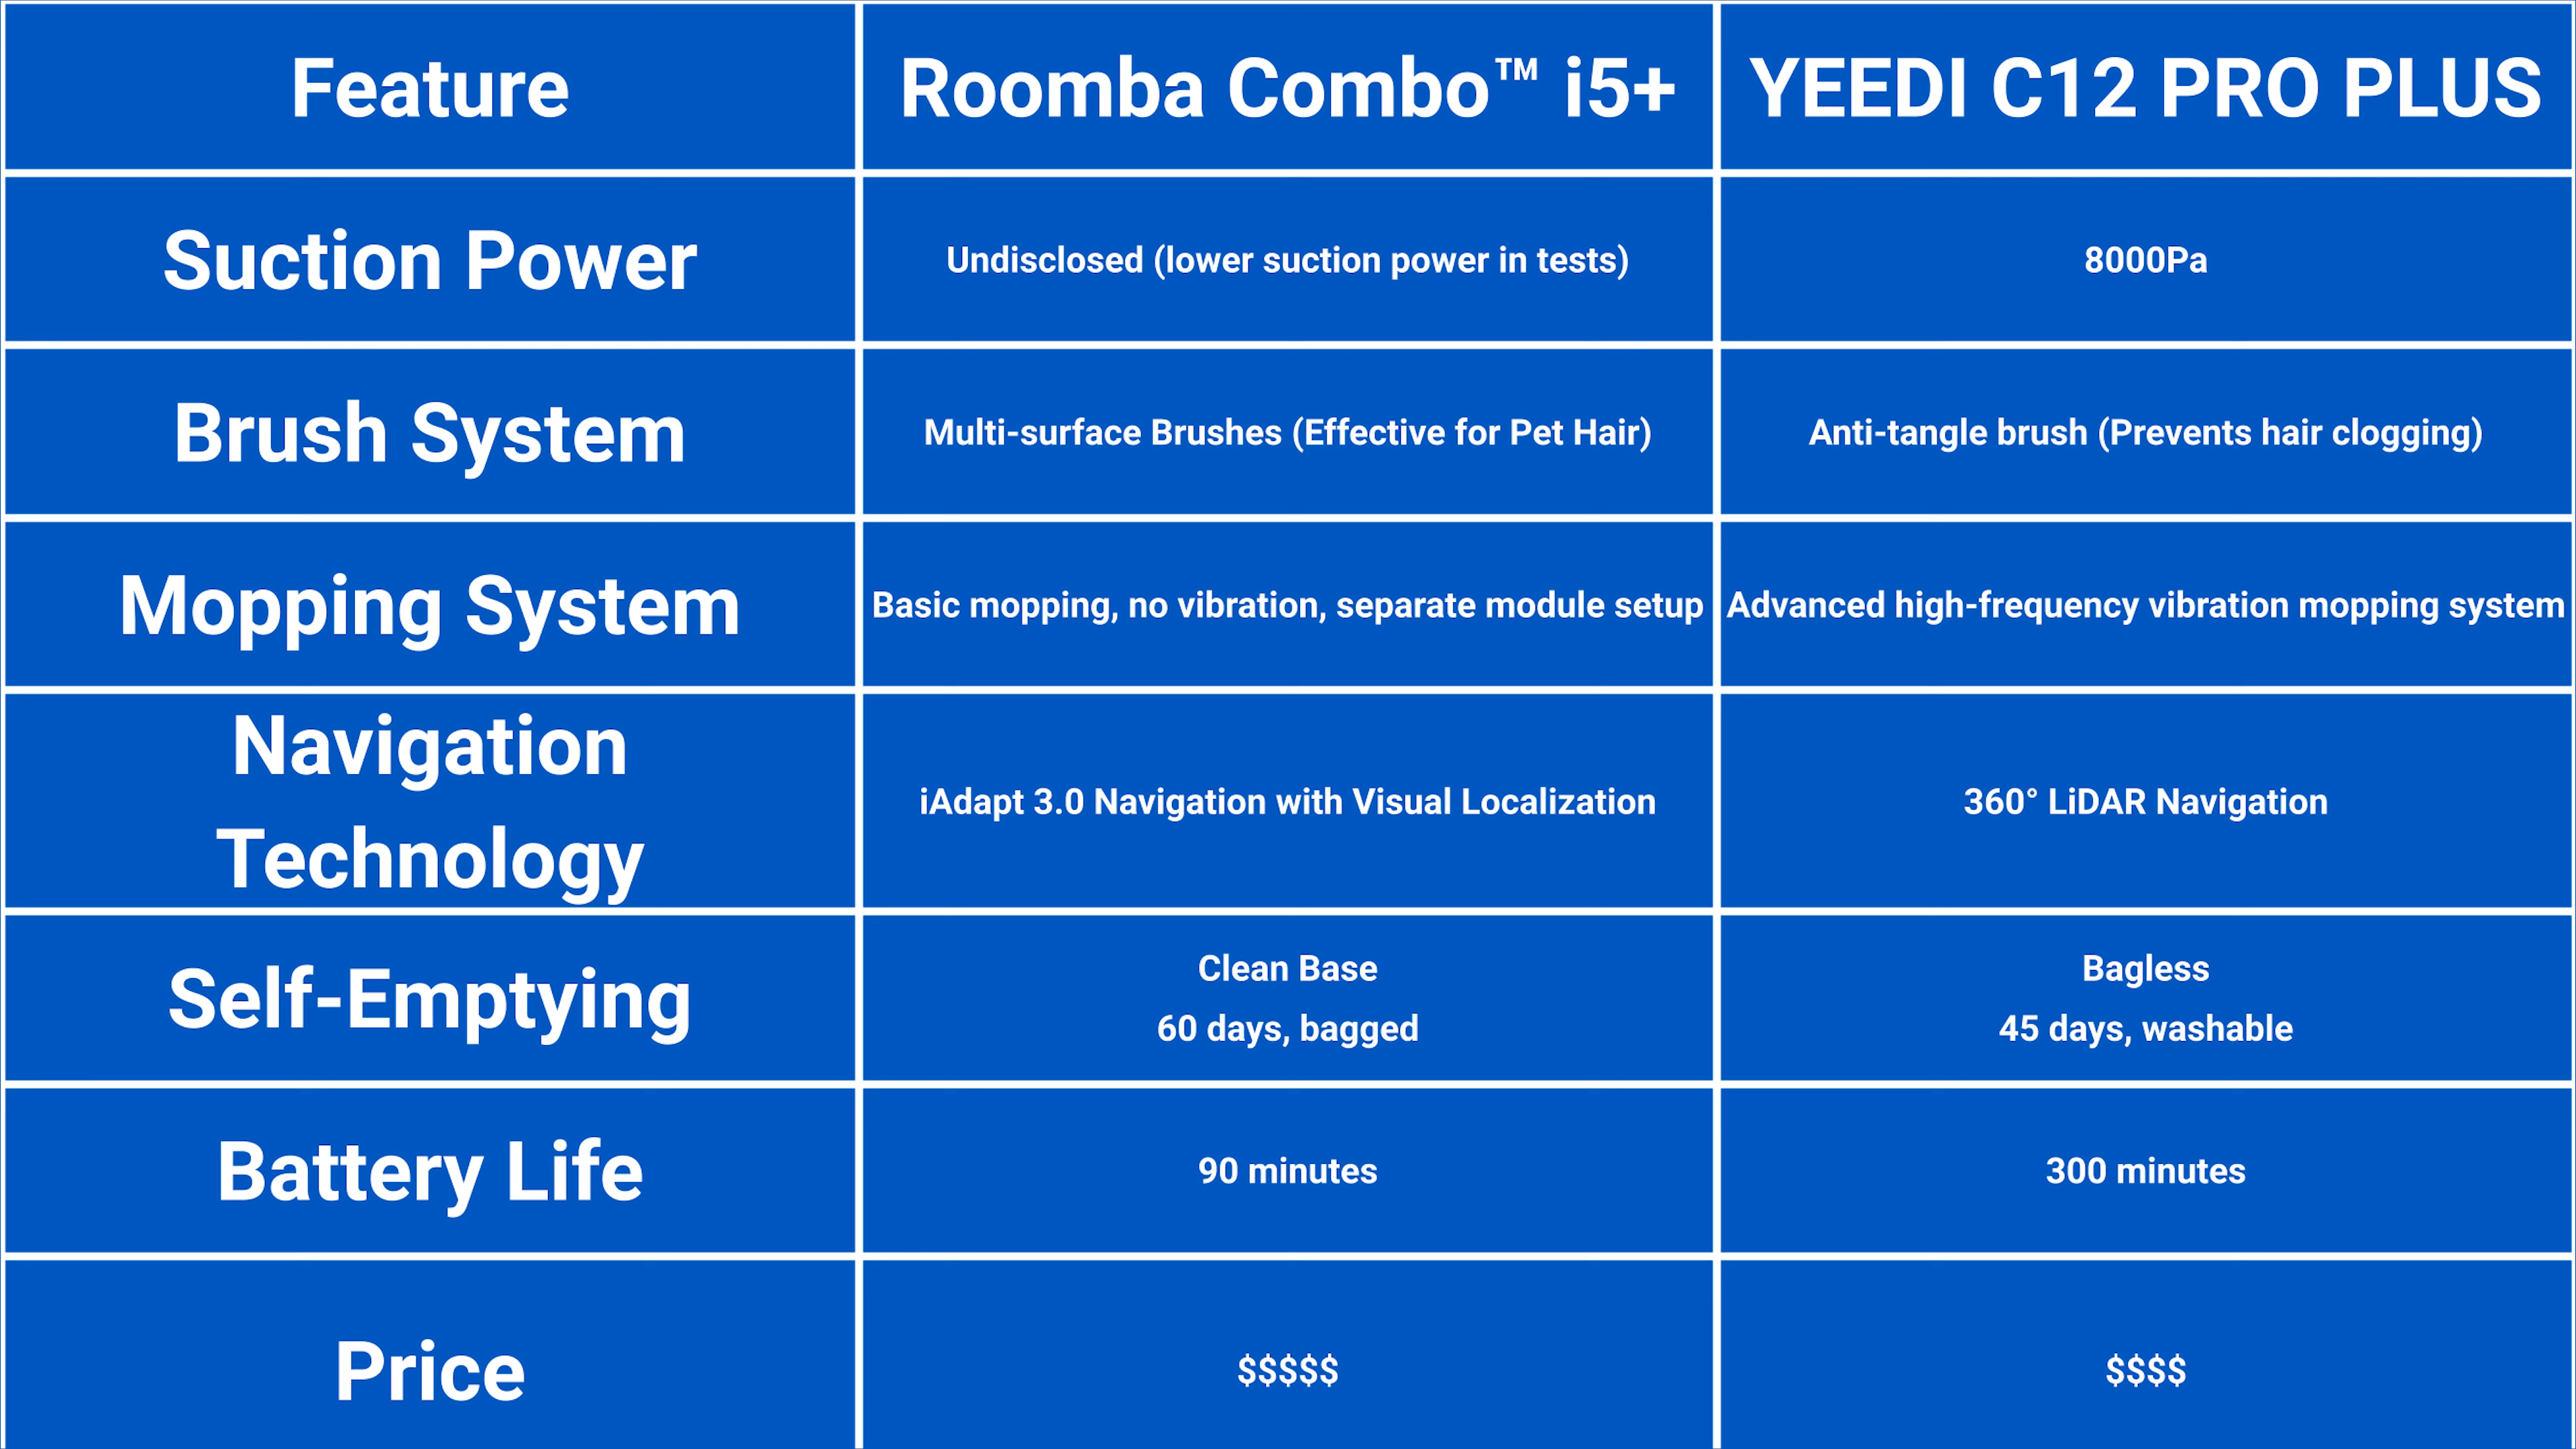 Feature
Roomba Combo™ i5+
YEEDI C12 PRO PLUS
Suction Power
Undisclosed (lower suction power in tests)
8000Pa
Brush System
Multi-surface Brushes (Effective for Pet Hair)
Anti-tangle brush (Prevents hair clogging)
Mopping System
Basic mopping, no vibration, separate module setup
Advanced high-frequency vibration mopping system
Navigation
Technology
iAdapt 3.0 Navigation with Visual Localization
360° LiDAR Navigation
Self-Emptying
Clean Base
60 days, bagged
Bagless
45 days, washable
Battery Life
90 minutes
300 minutes
Price
$$$$$
$$$$